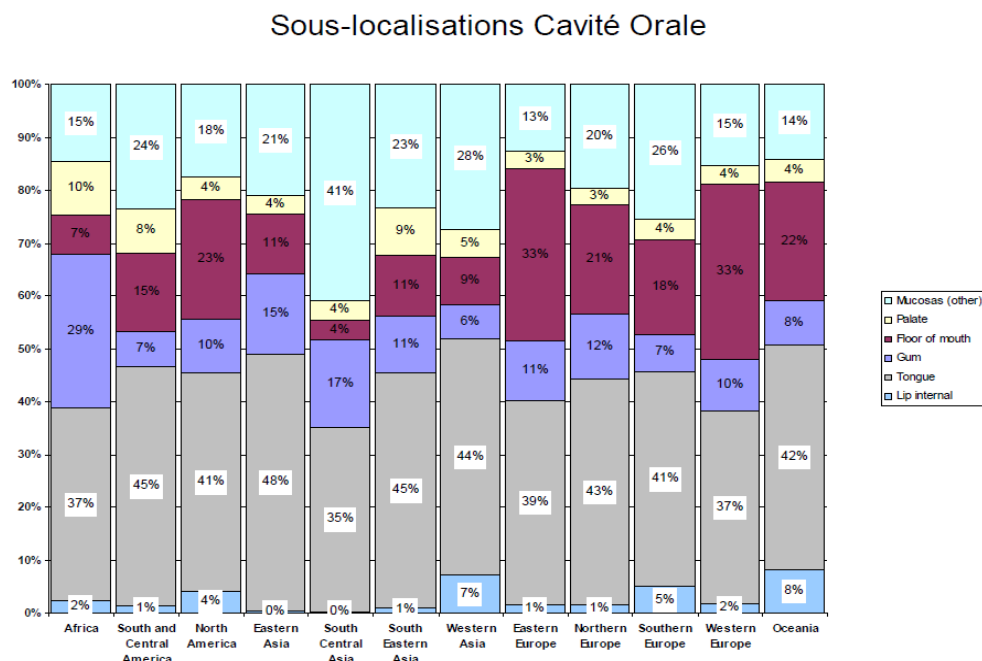 Sous-localisations Cavité Orale
100%
90%
80%
70%
60%
50%
40%
30%
20%
10%
0%
15%
10%
7%
29%
37%
2%
24%
8%
15%
7%
45%
1%
18%
4%
23%
10%
41%
4%
21%
4%
11%
15%
48%
0%
41%
4%
4%
17%
35%
0%
23%
9%
11%
11%
45%
1%
28%
5%
9%
6%
44%
7%
13%
3%
33%
11%
39%
1%
20%
3%
21%
12%
43%
1%
26%
4%
18%
7%
41%
5%
15%
4%
33%
10%
37%
2%
14%
4%
22%
8%
42%
8%
Africa
South and
Central
America
North
America
Eastern
Asia
South
Central
Asia
South
Eastern
Asia
Western
Asia
Eastern
Europe
Northern
Europe
Southern
Europe
Western
Europe
Oceania
Mucosas (other)
Palate
Floor of mouth
Gum
Tongue
Lip internal